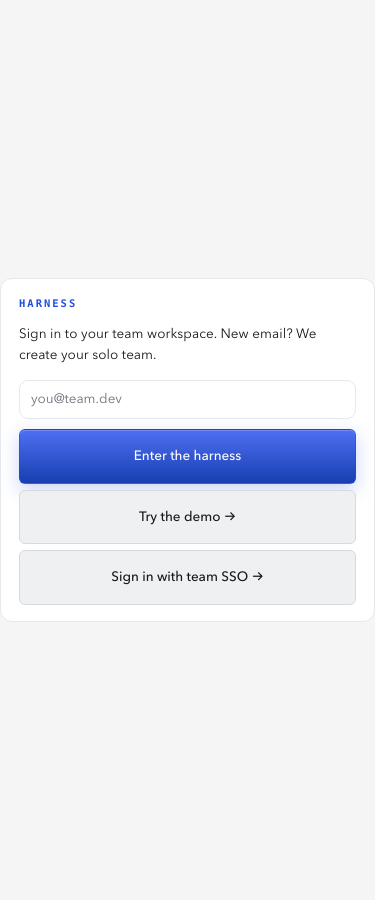 HARNESS
Sign in to your team workspace. New email? We
create your solo team.
you@team.dev
Enter the harness
Try the demo →
Sign in with team SSO →